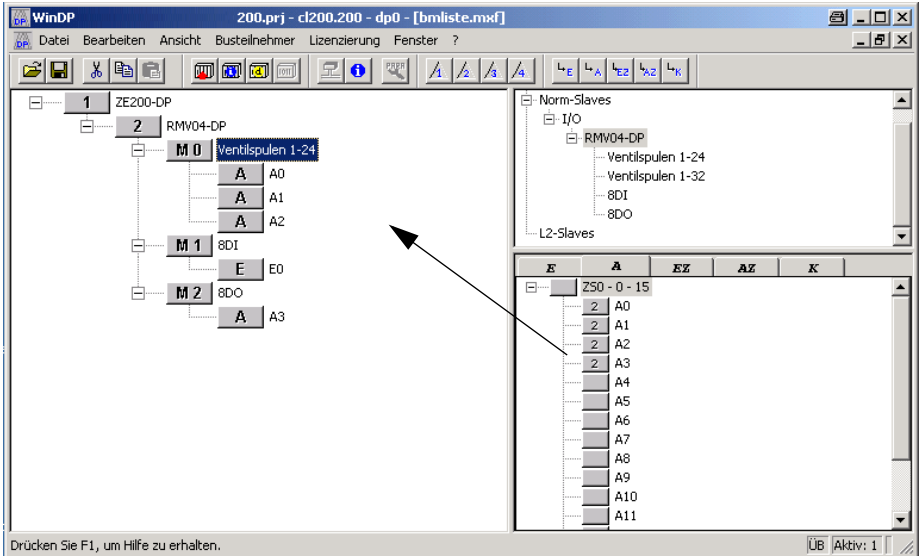 WinDP 200.prj - cl200.200 - dp0 - [bmliste.mxf]
Datei Bearbeiten Ansicht Busteilnehmer Lizenzierung Fenster ?
1 ZE200-DP
2 RMV04-DP
M 0 Ventilspulen 1-24
A A0
A A1
A A2
M 1 8DI
E E0
M 2 8DO
A A3
Norm-Slaves
I/O
RMV04-DP
Ventilspulen 1-24
Ventilspulen 1-32
8DI
8DO
L2-Slaves
E A EZ AZ K
ZS0 - 0 - 15
2 A0
2 A1
2 A2
2 A3
A4
A5
A6
A7
A8
A9
A10
A11
Drücken Sie F1, um Hilfe zu erhalten.
ÜB Aktiv: 1